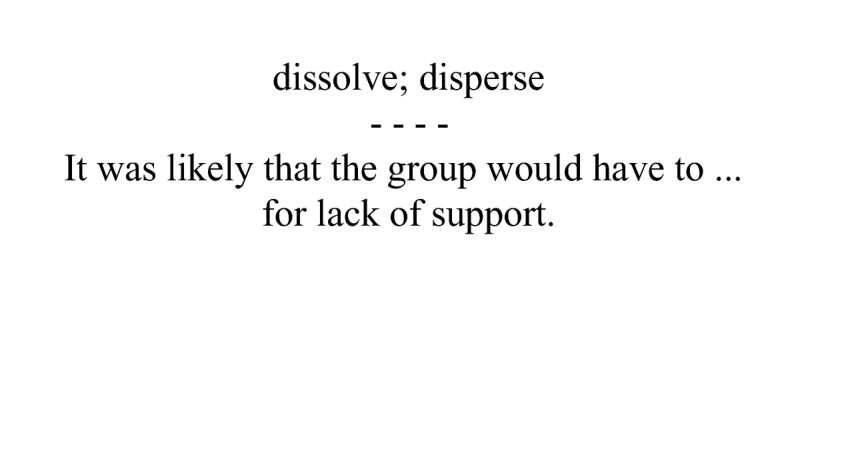 dissolve; disperse
- - - -
It was likely that the group would have to ...
for lack of support.